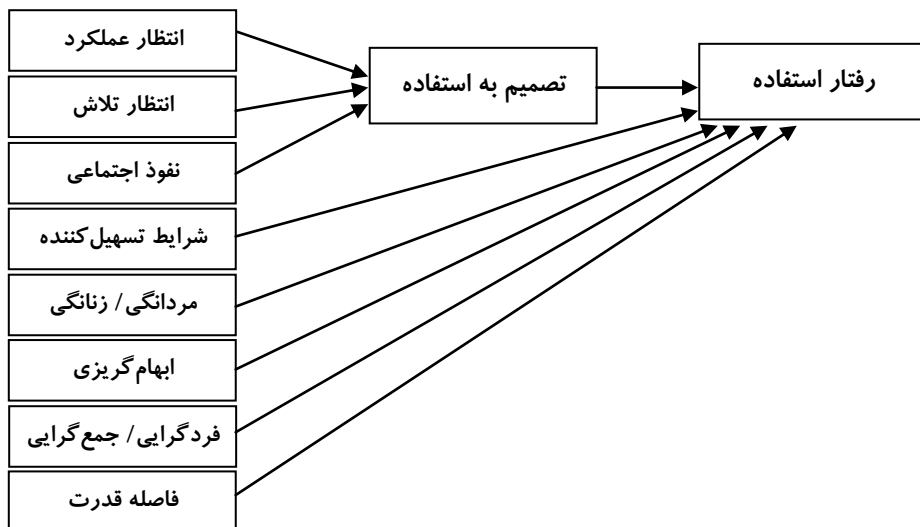 انتظار عملکرد
انتظار تلاش
نفوذ اجتماعی
شرایط تسهیل‌کننده
مردانگی/ زنانگی
ابهام‌گریزی
فردگرایی/ جمع‌گرایی
فاصله قدرت
تصمیم به استفاده
رفتار استفاده